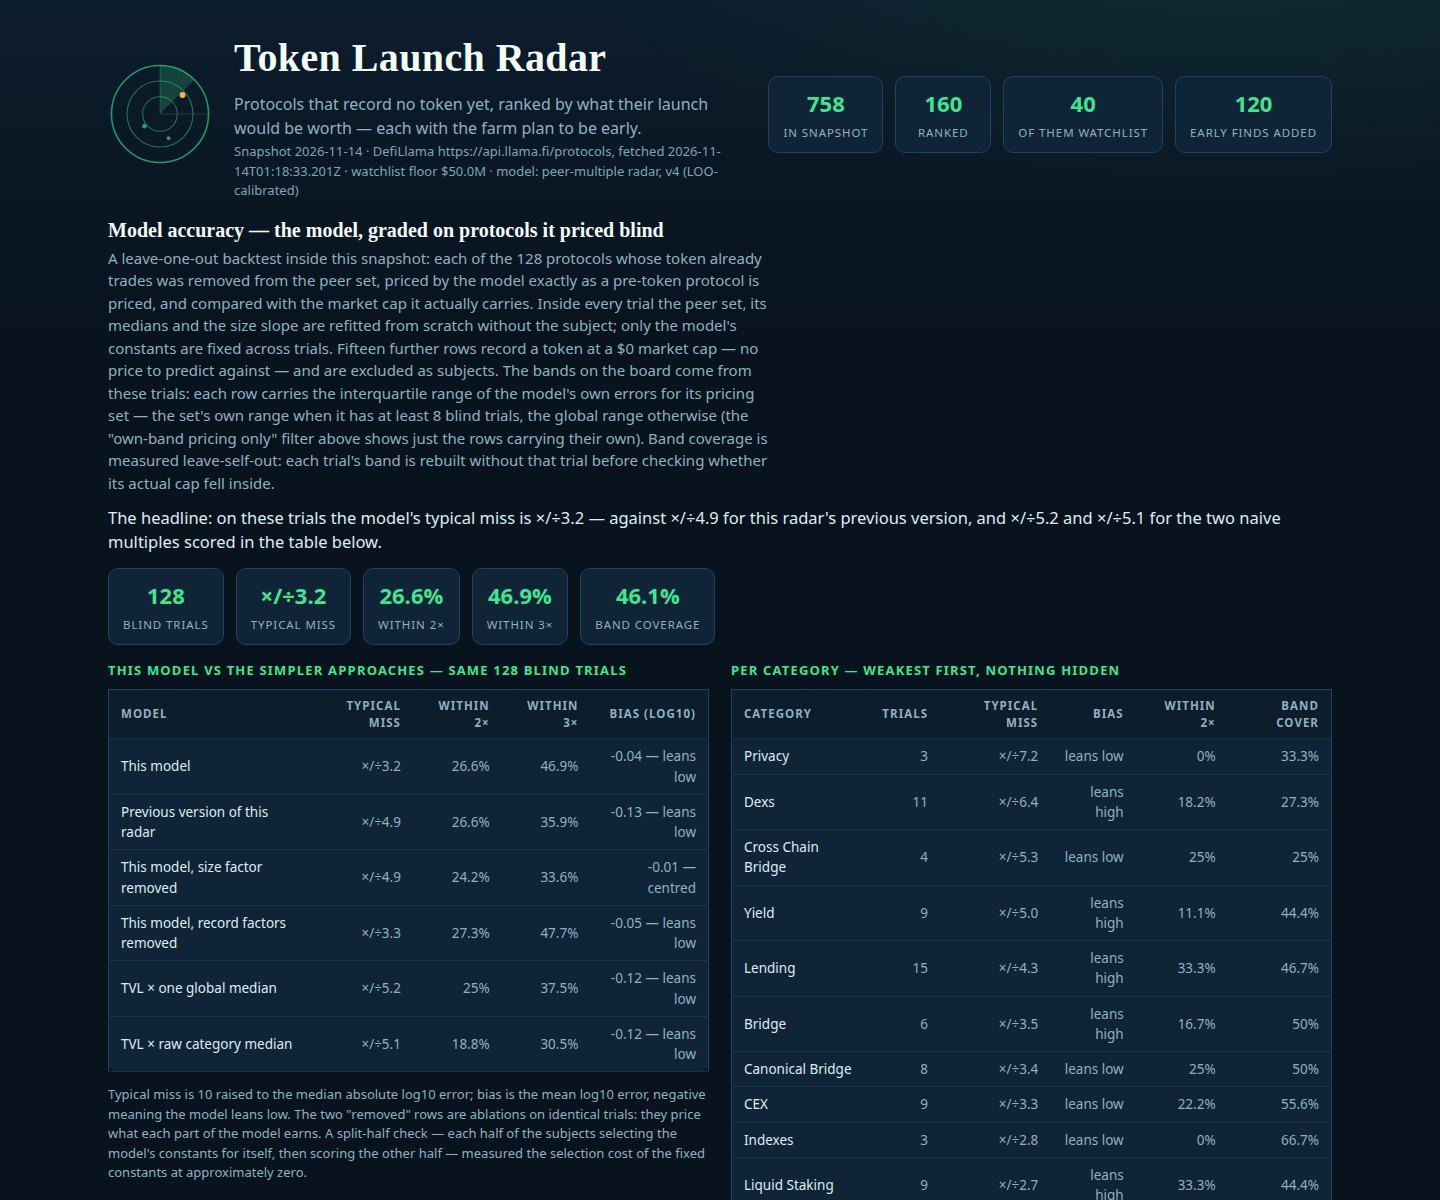 Token Launch Radar
Protocols that record no token yet, ranked by what their launch
would be worth — each with the farm plan to be early.
Snapshot 2026-11-14 · DefiLlama https://api.llama.fi/protocols, fetched 2026-11-
14T01:18:33.201Z · watchlist floor $50.0M · model: peer-multiple radar, v4 (LOO-
calibrated)
758
IN SNAPSHOT
160
RANKED
40
OF THEM WATCHLIST
120
EARLY FINDS ADDED
Model accuracy — the model, graded on protocols it priced blind
A leave-one-out backtest inside this snapshot: each of the 128 protocols whose token already
trades was removed from the peer set, priced by the model exactly as a pre-token protocol is
priced, and compared with the market cap it actually carries. Inside every trial the peer set, its
medians and the size slope are refitted from scratch without the subject; only the model's
constants are fixed across trials. Fifteen further rows record a token at a $0 market cap — no
price to predict against — and are excluded as subjects. The bands on the board come from
these trials: each row carries the interquartile range of the model's own errors for its pricing
set — the set's own range when it has at least 8 blind trials, the global range otherwise (the
"own-band pricing only" filter above shows just the rows carrying their own). Band coverage is
measured leave-self-out: each trial's band is rebuilt without that trial before checking whether
its actual cap fell inside.
The headline: on these trials the model's typical miss is ×/÷3.2 — against ×/÷4.9 for this radar's previous version, and ×/÷5.2 and ×/÷5.1 for the two naive
multiples scored in the table below.
128
BLIND TRIALS
×/÷3.2
TYPICAL MISS
26.6%
WITHIN 2×
46.9%
WITHIN 3×
46.1%
BAND COVERAGE
THIS MODEL VS THE SIMPLER APPROACHES — SAME 128 BLIND TRIALS
MODEL TYPICAL MISS WITHIN 2× WITHIN 3× BIAS (LOG10)
This model ×/÷3.2 26.6% 46.9% -0.04 — leans low
Previous version of this radar ×/÷4.9 26.6% 35.9% -0.13 — leans low
This model, size factor removed ×/÷4.9 24.2% 33.6% -0.01 — centred
This model, record factors removed ×/÷3.3 27.3% 47.7% -0.05 — leans low
TVL × one global median ×/÷5.2 25% 37.5% -0.12 — leans low
TVL × raw category median ×/÷5.1 18.8% 30.5% -0.12 — leans low
Typical miss is 10 raised to the median absolute log10 error; bias is the mean log10 error, negative
meaning the model leans low. The two "removed" rows are ablations on identical trials: they price
what each part of the model earns. A split-half check — each half of the subjects selecting the
model's constants for itself, then scoring the other half — measured the selection cost of the fixed
constants at approximately zero.
PER CATEGORY — WEAKEST FIRST, NOTHING HIDDEN
CATEGORY TRIALS TYPICAL MISS BIAS WITHIN 2× BAND COVER
Privacy 3 ×/÷7.2 leans low 0% 33.3%
Dexs 11 ×/÷6.4 leans high 18.2% 27.3%
Cross Chain Bridge 4 ×/÷5.3 leans low 25% 25%
Yield 9 ×/÷5.0 leans high 11.1% 44.4%
Lending 15 ×/÷4.3 leans high 33.3% 46.7%
Bridge 6 ×/÷3.5 leans high 16.7% 50%
Canonical Bridge 8 ×/÷3.4 leans low 25% 50%
CEX 9 ×/÷3.3 leans low 22.2% 55.6%
Indexes 3 ×/÷2.8 leans low 0% 66.7%
Liquid Staking 9 ×/÷2.7 leans high 33.3% 44.4%